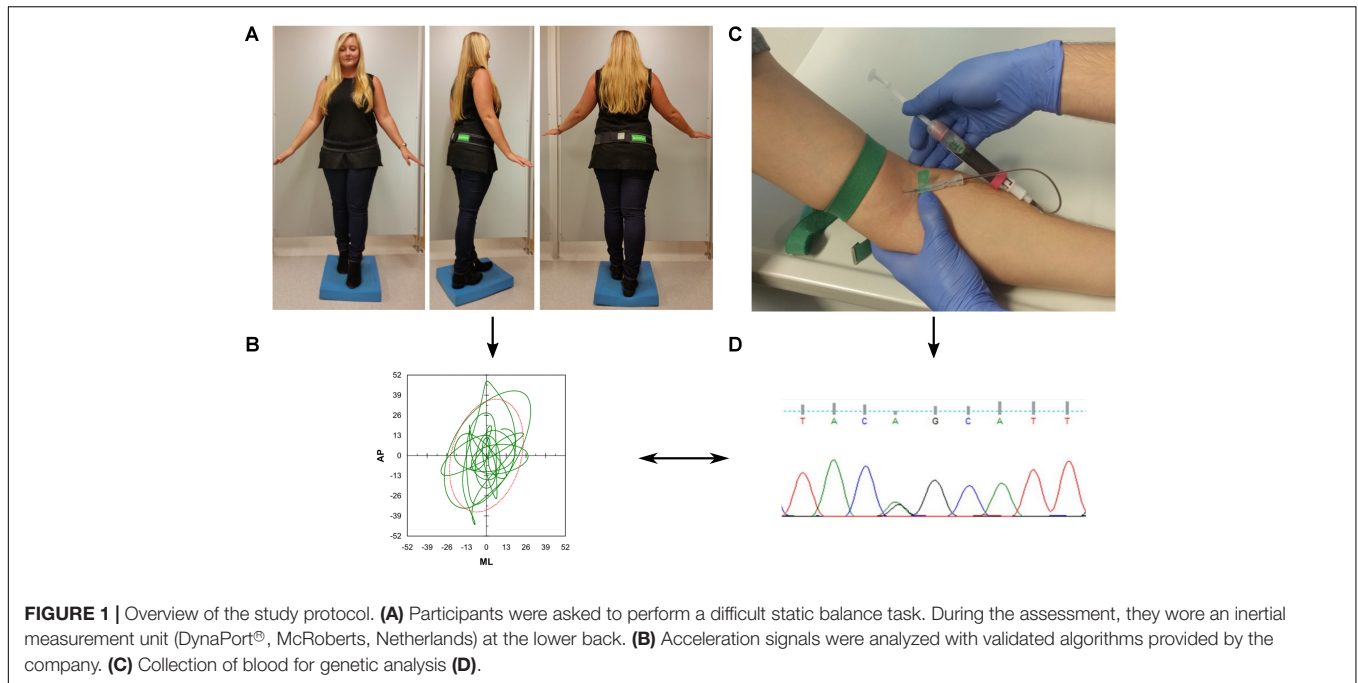 A
C
B
D
52
39
26
13
0
-13
-26
-39
-52
AP
-52 -39 -26 -13 0 13 26 39 52
ML
T A C A G C A T T
FIGURE 1 | Overview of the study protocol. (A) Participants were asked to perform a difficult static balance task. During the assessment, they wore an inertial
measurement unit (DynaPort®, McRoberts, Netherlands) at the lower back. (B) Acceleration signals were analyzed with validated algorithms provided by the
company. (C) Collection of blood for genetic analysis (D).